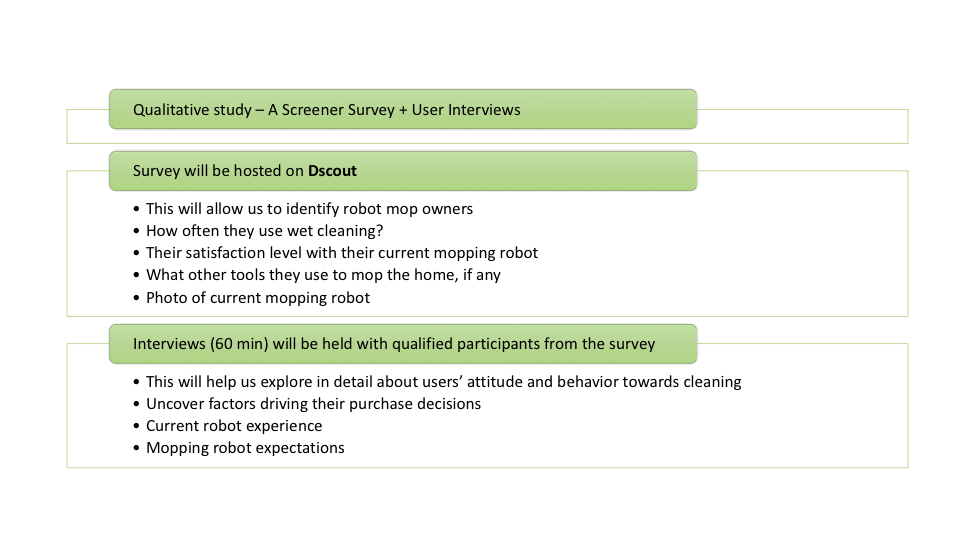 Qualitative study – A Screener Survey + User Interviews
Survey will be hosted on Dscout
• This will allow us to identify robot mop owners
• How often they use wet cleaning?
• Their satisfaction level with their current mopping robot
• What other tools they use to mop the home, if any
• Photo of current mopping robot
Interviews (60 min) will be held with qualified participants from the survey
• This will help us explore in detail about users’ attitude and behavior towards cleaning
• Uncover factors driving their purchase decisions
• Current robot experience
• Mopping robot expectations